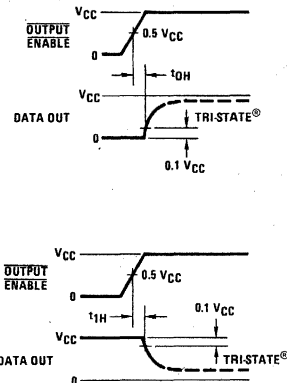 VCC
OUTPUT
ENABLE
0.5 VCC
0
t0H
VCC
DATA OUT
TRI-STATE®
0
0.1 VCC
VCC
OUTPUT
ENABLE
0.5 VCC
0
0.1 VCC
t1H
VCC
DATA OUT
TRI-STATE®
0